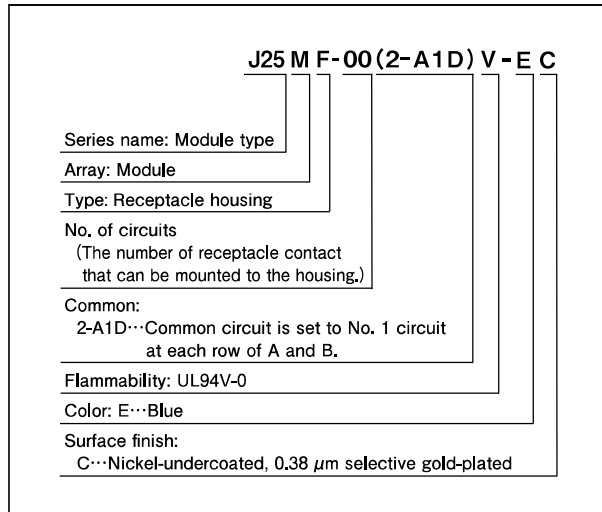 J25MF-00(2-A1D)V-EC
Series name: Module type
Array: Module
Type: Receptacle housing
No. of circuits
(The number of receptacle contact
that can be mounted to the housing.)
Common:
2-A1D···Common circuit is set to No. 1 circuit
at each row of A and B.
Flammability: UL94V-0
Color: E···Blue
Surface finish:
C···Nickel-undercoated, 0.38 μm selective gold-plated